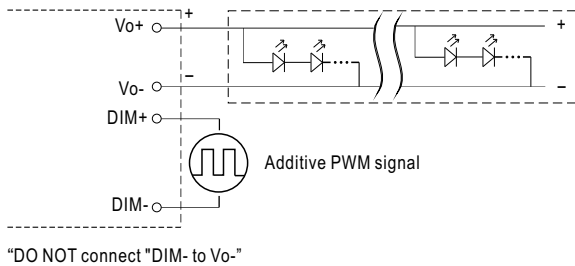 Vo+
+
+
Vo-
–
–
DIM+
Additive PWM signal
DIM-
“DO NOT connect "DIM- to Vo-”